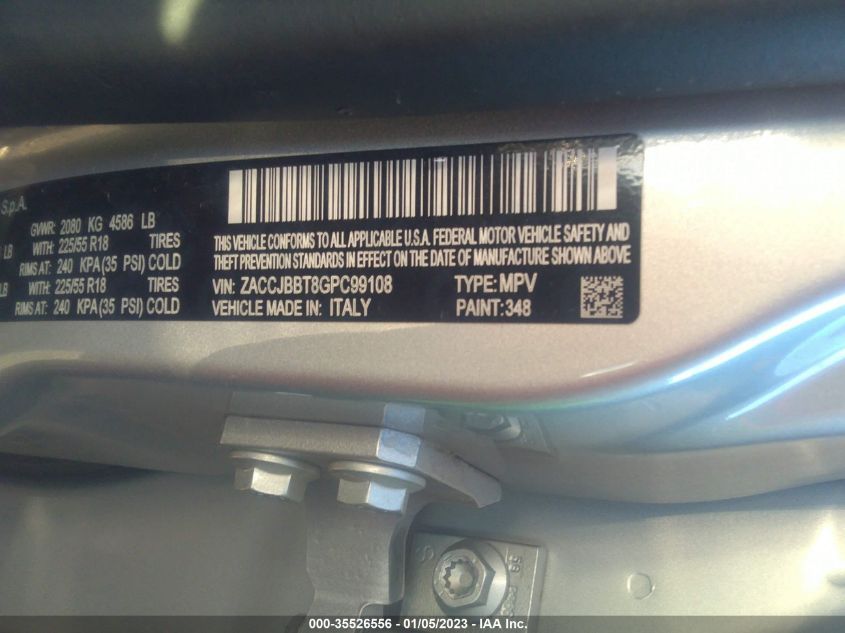 S.p.A.
GVWR: 2080 KG 4586 LB
LB WITH: 225/55 R18 TIRES
RIMS AT: 240 KPA(35 PSI) COLD
LB WITH: 225/55 R18 TIRES
RIMS AT: 240 KPA(35 PSI) COLD
THIS VEHICLE CONFORMS TO ALL APPLICABLE U.S.A. FEDERAL MOTOR VEHICLE SAFETY AND
THEFT PREVENTION STANDARDS IN EFFECT ON THE DATE OF MANUFACTURE SHOWN ABOVE
VIN: ZACCJBBT8GPC99108 TYPE: MPV
VEHICLE MADE IN: ITALY PAINT: 348
000-35526556 - 01/05/2023 - IAA Inc.